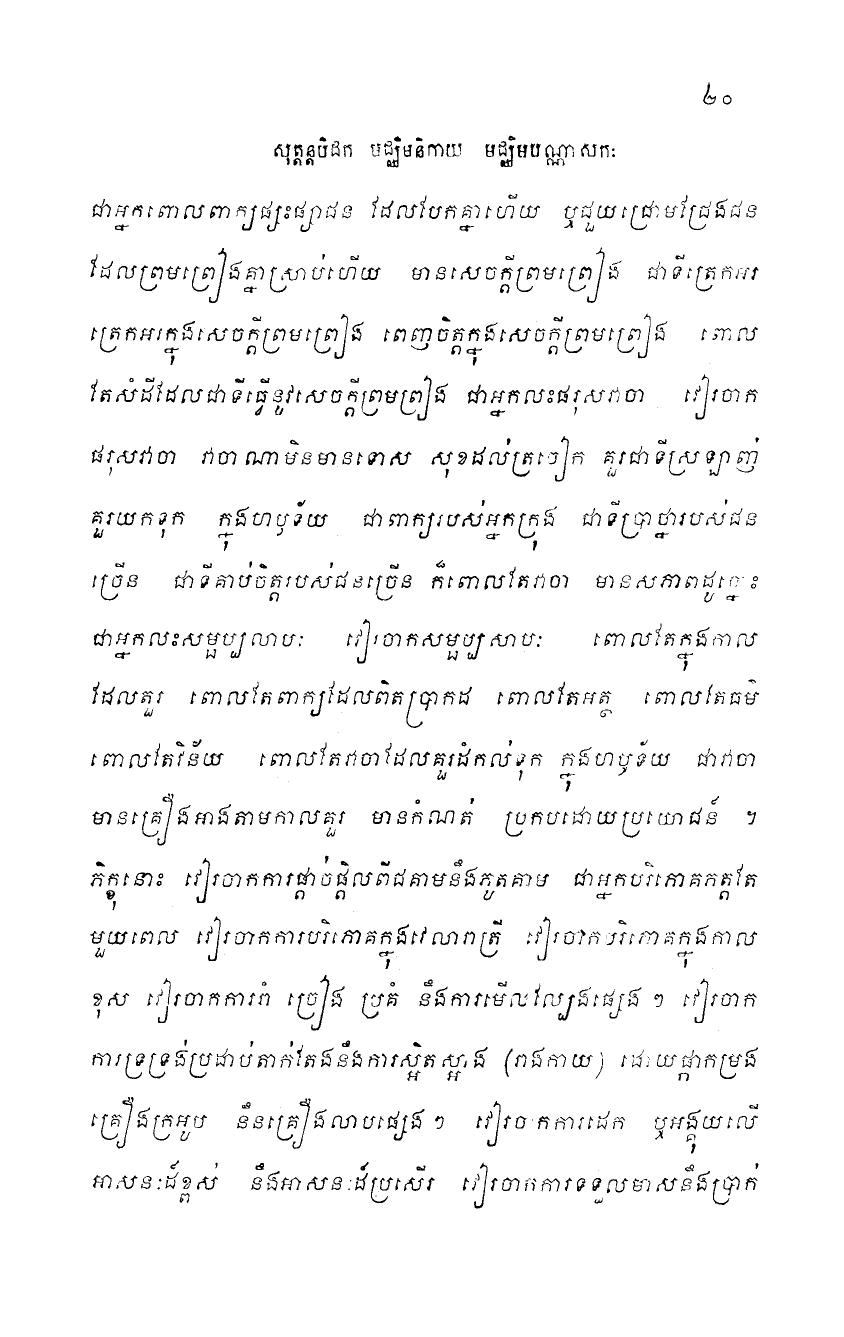 ៤០
សុត្តន្តបិដក មជ្ឈិមនិកាយ មជ្ឈិមបណ្ណាសកៈ
ជាអ្នកពោលពាក្យផ្សះផ្សាជន ដែលបែកគ្នាហើយ ឬជួយជ្រោមជ្រែងជន
ដែលព្រមព្រៀងគ្នាស្រាប់ហើយ មានសេចក្តីព្រមព្រៀង ជាទីត្រេកអរ
ត្រេកអរក្នុងសេចក្តីព្រមព្រៀង ពេញចិត្តក្នុងសេចក្តីព្រមព្រៀង ពោល
តែសំដីដែលជាទីធ្វើនូវសេចក្តីព្រមព្រៀង ជាអ្នកលះផរុសវាចា វៀរចាក
ផរុសវាចា វាចាណាមិនមានទោស សុខដល់ត្រចៀក គួរជាទីស្រឡាញ់
គួរយកទុក ក្នុងហឫទ័យ ជាពាក្យរបស់អ្នកក្រុង ជាទីប្រាថ្នារបស់ជន
ច្រើន ជាទីគាប់ចិត្តរបស់ជនច្រើន ក៏ពោលតែវាចា មានសភាពដូច្នោះ
ជាអ្នកលះសម្ផប្បលាបៈ វៀរចាកសម្ផប្បលាបៈ ពោលតែក្នុងកាល
ដែលគួរ ពោលតែពាក្យដែលពិតប្រាកដ ពោលតែអត្ថ ពោលតែធម៌
ពោលតែវិន័យ ពោលតែវាចាដែលគួរដំកល់ទុក ក្នុងហឫទ័យ ជាវាចា
មានគ្រឿងអាងតាមកាលគួរ មានកំណត់ ប្រកបដោយប្រយោជន៍ ។
ភិក្ខុនោះ វៀរចាកការផ្តាច់ផ្តិលពីជគាមនឹងភូតគាម ជាអ្នកបរិភោគភត្តតែ
មួយពេល វៀរចាកការបរិភោគក្នុងវេលារាត្រី វៀរចាកបរិភោគក្នុងកាល
ខុស វៀរចាកការរាំ ច្រៀង ប្រគំ នឹងការមើលល្បែងផ្សេង ៗ វៀរចាក
ការទ្រទ្រង់ប្រដាប់តាក់តែងនឹងការស្អិតស្អាង (រាងកាយ) ដោយផ្កាកម្រង
គ្រឿងក្រអូប នឹនគ្រឿងលាបផ្សេង ៗ វៀរចាកការដេក ឬអង្គុយលើ
អាសនៈដ៏ខ្ពស់ នឹងអាសនៈដ៏ប្រសើរ វៀរចាកការទទួលមាសនឹងប្រាក់